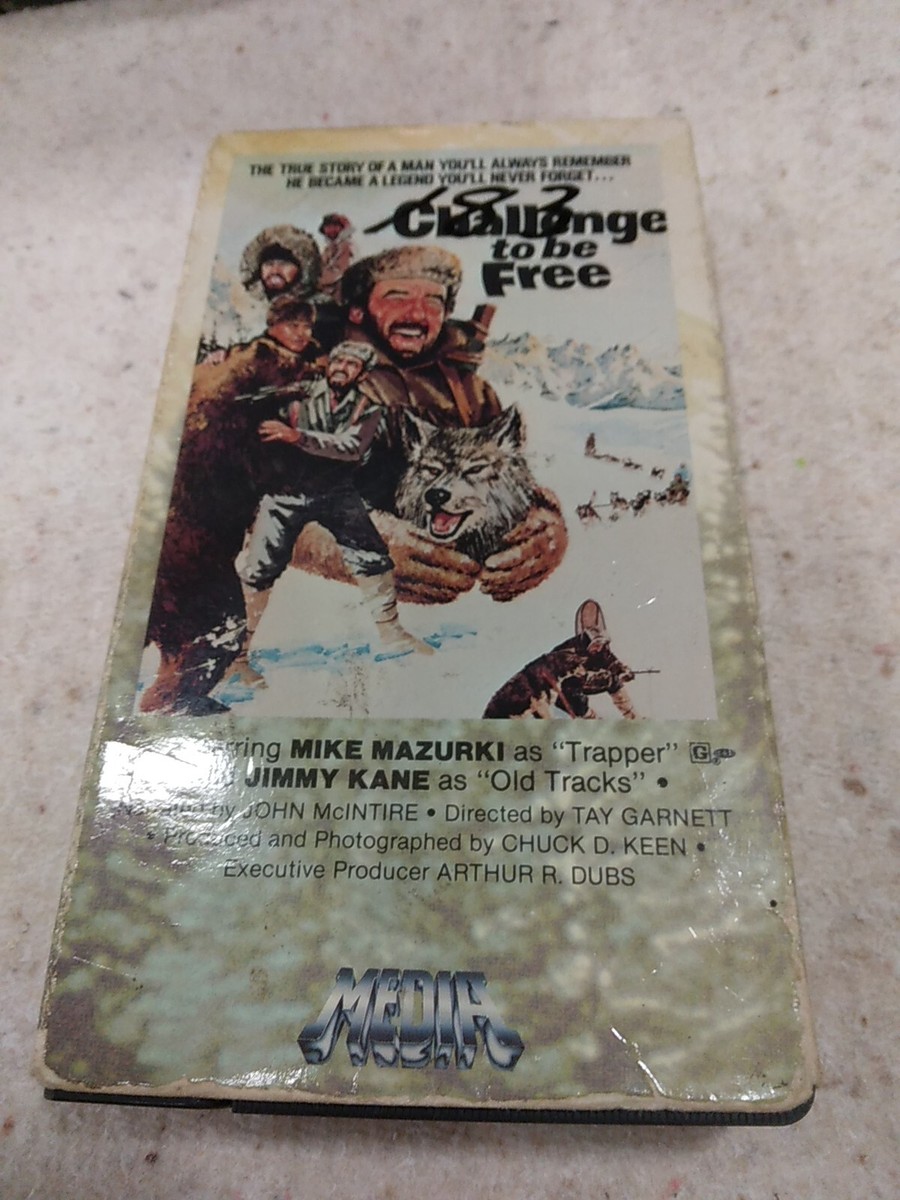 THE TRUE STORY OF A MAN YOU'LL ALWAYS REMEMBER
HE BECAME A LEGEND YOU'LL NEVER FORGET...
683
Challenge
to be
Free
MIKE MAZURKI as "Trapper" G
JIMMY KANE as "Old Tracks" •
by JOHN McINTIRE • Directed by TAY GARNETT
• Produced and Photographed by CHUCK D. KEEN •
Executive Producer ARTHUR R. DUBS
MEDIA